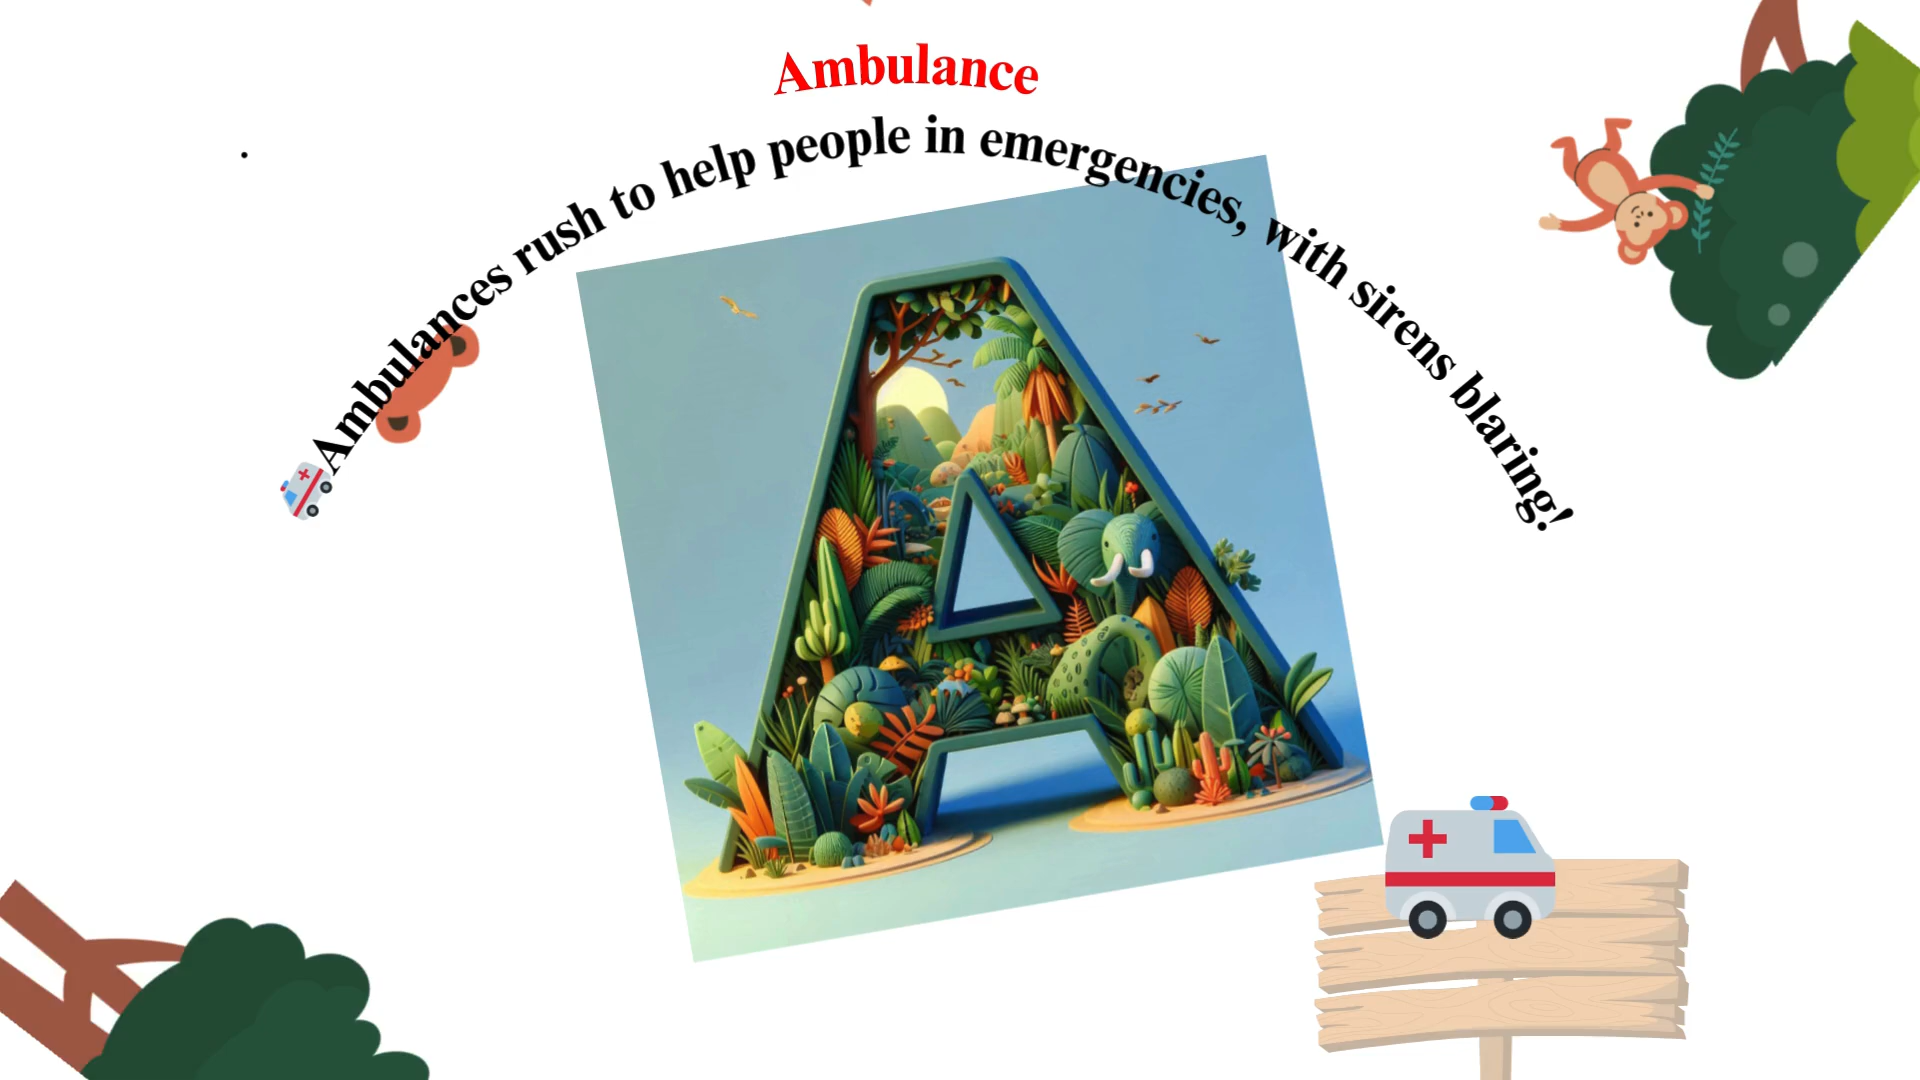 Ambulance
🚑 Ambulances rush to help people in emergencies, with sirens blaring!
A